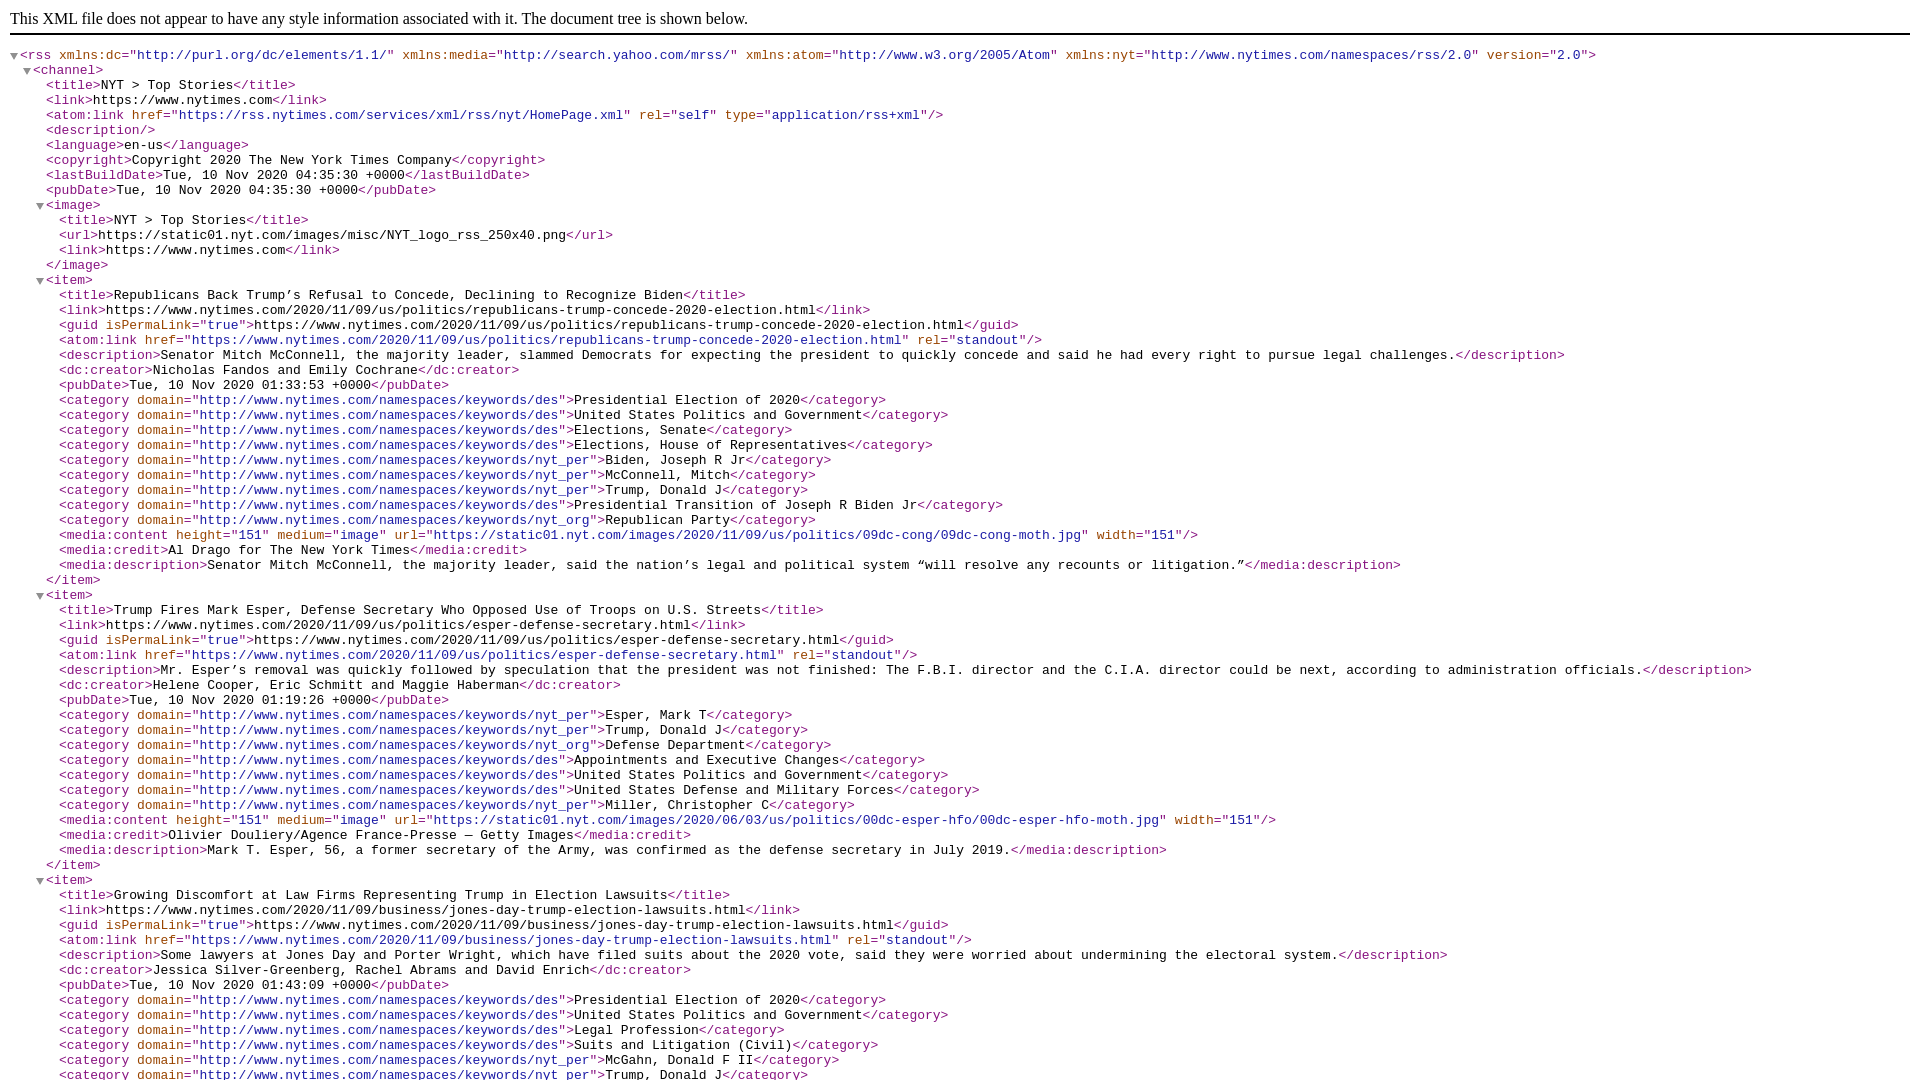 This XML file does not appear to have any style information associated with it. The document tree is shown below.
<rss xmlns:dc="http://purl.org/dc/elements/1.1/" xmlns:media="http://search.yahoo.com/mrss/" xmlns:atom="http://www.w3.org/2005/Atom" xmlns:nyt="http://www.nytimes.com/namespaces/rss/2.0" version="2.0">
<channel>
<title>NYT > Top Stories</title>
<link>https://www.nytimes.com</link>
<atom:link href="https://rss.nytimes.com/services/xml/rss/nyt/HomePage.xml" rel="self" type="application/rss+xml"/>
<description/>
<language>en-us</language>
<copyright>Copyright 2020 The New York Times Company</copyright>
<lastBuildDate>Tue, 10 Nov 2020 04:35:30 +0000</lastBuildDate>
<pubDate>Tue, 10 Nov 2020 04:35:30 +0000</pubDate>
<image>
<title>NYT > Top Stories</title>
<url>https://static01.nyt.com/images/misc/NYT_logo_rss_250x40.png</url>
<link>https://www.nytimes.com</link>
</image>
<item>
<title>Republicans Back Trump’s Refusal to Concede, Declining to Recognize Biden</title>
<link>https://www.nytimes.com/2020/11/09/us/politics/republicans-trump-concede-2020-election.html</link>
<guid isPermaLink="true">https://www.nytimes.com/2020/11/09/us/politics/republicans-trump-concede-2020-election.html</guid>
<atom:link href="https://www.nytimes.com/2020/11/09/us/politics/republicans-trump-concede-2020-election.html" rel="standout"/>
<description>Senator Mitch McConnell, the majority leader, slammed Democrats for expecting the president to quickly concede and said he had every right to pursue legal challenges.</description>
<dc:creator>Nicholas Fandos and Emily Cochrane</dc:creator>
<pubDate>Tue, 10 Nov 2020 01:33:53 +0000</pubDate>
<category domain="http://www.nytimes.com/namespaces/keywords/des">Presidential Election of 2020</category>
<category domain="http://www.nytimes.com/namespaces/keywords/des">United States Politics and Government</category>
<category domain="http://www.nytimes.com/namespaces/keywords/des">Elections, Senate</category>
<category domain="http://www.nytimes.com/namespaces/keywords/des">Elections, House of Representatives</category>
<category domain="http://www.nytimes.com/namespaces/keywords/nyt_per">Biden, Joseph R Jr</category>
<category domain="http://www.nytimes.com/namespaces/keywords/nyt_per">McConnell, Mitch</category>
<category domain="http://www.nytimes.com/namespaces/keywords/nyt_per">Trump, Donald J</category>
<category domain="http://www.nytimes.com/namespaces/keywords/des">Presidential Transition of Joseph R Biden Jr</category>
<category domain="http://www.nytimes.com/namespaces/keywords/nyt_org">Republican Party</category>
<media:content height="151" medium="image" url="https://static01.nyt.com/images/2020/11/09/us/politics/09dc-cong/09dc-cong-moth.jpg" width="151"/>
<media:credit>Al Drago for The New York Times</media:credit>
<media:description>Senator Mitch McConnell, the majority leader, said the nation’s legal and political system “will resolve any recounts or litigation.”</media:description>
</item>
<item>
<title>Trump Fires Mark Esper, Defense Secretary Who Opposed Use of Troops on U.S. Streets</title>
<link>https://www.nytimes.com/2020/11/09/us/politics/esper-defense-secretary.html</link>
<guid isPermaLink="true">https://www.nytimes.com/2020/11/09/us/politics/esper-defense-secretary.html</guid>
<atom:link href="https://www.nytimes.com/2020/11/09/us/politics/esper-defense-secretary.html" rel="standout"/>
<description>Mr. Esper’s removal was quickly followed by speculation that the president was not finished: The F.B.I. director and the C.I.A. director could be next, according to administration officials.</description>
<dc:creator>Helene Cooper, Eric Schmitt and Maggie Haberman</dc:creator>
<pubDate>Tue, 10 Nov 2020 01:19:26 +0000</pubDate>
<category domain="http://www.nytimes.com/namespaces/keywords/nyt_per">Esper, Mark T</category>
<category domain="http://www.nytimes.com/namespaces/keywords/nyt_per">Trump, Donald J</category>
<category domain="http://www.nytimes.com/namespaces/keywords/nyt_org">Defense Department</category>
<category domain="http://www.nytimes.com/namespaces/keywords/des">Appointments and Executive Changes</category>
<category domain="http://www.nytimes.com/namespaces/keywords/des">United States Politics and Government</category>
<category domain="http://www.nytimes.com/namespaces/keywords/des">United States Defense and Military Forces</category>
<category domain="http://www.nytimes.com/namespaces/keywords/nyt_per">Miller, Christopher C</category>
<media:content height="151" medium="image" url="https://static01.nyt.com/images/2020/06/03/us/politics/00dc-esper-hfo/00dc-esper-hfo-moth.jpg" width="151"/>
<media:credit>Olivier Douliery/Agence France-Presse — Getty Images</media:credit>
<media:description>Mark T. Esper, 56, a former secretary of the Army, was confirmed as the defense secretary in July 2019.</media:description>
</item>
<item>
<title>Growing Discomfort at Law Firms Representing Trump in Election Lawsuits</title>
<link>https://www.nytimes.com/2020/11/09/business/jones-day-trump-election-lawsuits.html</link>
<guid isPermaLink="true">https://www.nytimes.com/2020/11/09/business/jones-day-trump-election-lawsuits.html</guid>
<atom:link href="https://www.nytimes.com/2020/11/09/business/jones-day-trump-election-lawsuits.html" rel="standout"/>
<description>Some lawyers at Jones Day and Porter Wright, which have filed suits about the 2020 vote, said they were worried about undermining the electoral system.</description>
<dc:creator>Jessica Silver-Greenberg, Rachel Abrams and David Enrich</dc:creator>
<pubDate>Tue, 10 Nov 2020 01:43:09 +0000</pubDate>
<category domain="http://www.nytimes.com/namespaces/keywords/des">Presidential Election of 2020</category>
<category domain="http://www.nytimes.com/namespaces/keywords/des">United States Politics and Government</category>
<category domain="http://www.nytimes.com/namespaces/keywords/des">Legal Profession</category>
<category domain="http://www.nytimes.com/namespaces/keywords/des">Suits and Litigation (Civil)</category>
<category domain="http://www.nytimes.com/namespaces/keywords/nyt_per">McGahn, Donald F II</category>
<category domain="http://www.nytimes.com/namespaces/keywords/nyt_per">Trump, Donald J</category>